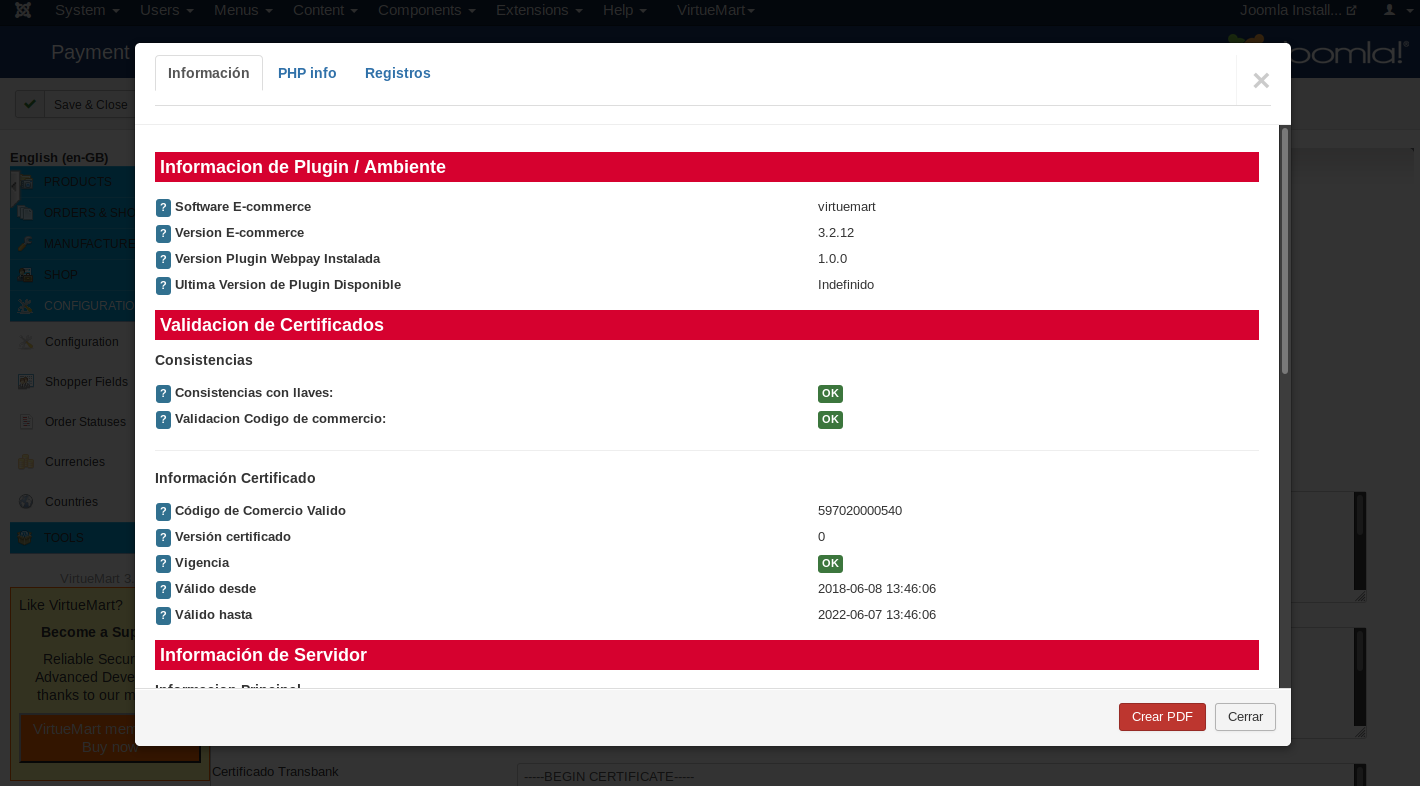 System Users Menus Content Components Extensions Help VirtueMart Joomla Install...
Payment
Joomla!®
Save & Close
English (en-GB)
PRODUCTS
ORDERS & SHO
MANUFACTURE
SHOP
CONFIGURATIO
Configuration
Shopper Fields
Order Statuses
Currencies
Countries
TOOLS
VirtueMart 3.
Like VirtueMart?
Become a Sup
Reliable Secur
Advanced Deve
thanks to our m
VirtueMart mem
Buy now
Información PHP info Registros ×
Informacion de Plugin / Ambiente
? Software E-commerce virtuemart
? Version E-commerce 3.2.12
? Version Plugin Webpay Instalada 1.0.0
? Ultima Version de Plugin Disponible Indefinido
Validacion de Certificados
Consistencias
? Consistencias con llaves: OK
? Validacion Codigo de commercio: OK
Información Certificado
? Código de Comercio Valido 597020000540
? Versión certificado 0
? Vigencia OK
? Válido desde 2018-06-08 13:46:06
? Válido hasta 2022-06-07 13:46:06
Información de Servidor
Informacion Principal
Crear PDF Cerrar
Certificado Transbank -----BEGIN CERTIFICATE-----